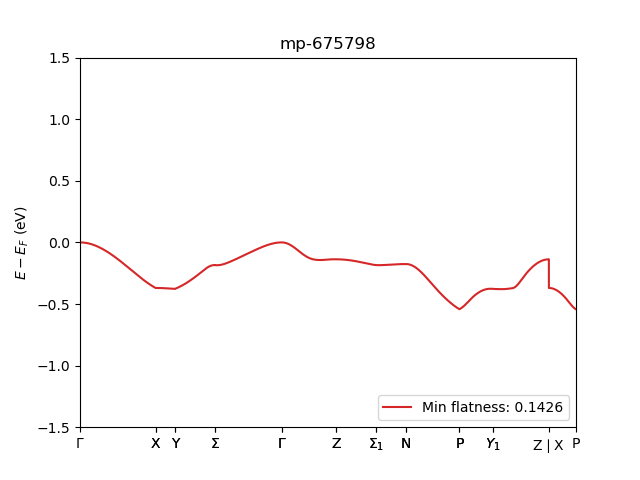 mp-675798
E − E_F (eV)
1.5
1.0
0.5
0.0
−0.5
−1.0
−1.5
Min flatness: 0.1426
Γ X Y Σ Γ Z Σ₁ N P Y₁ Z | X P